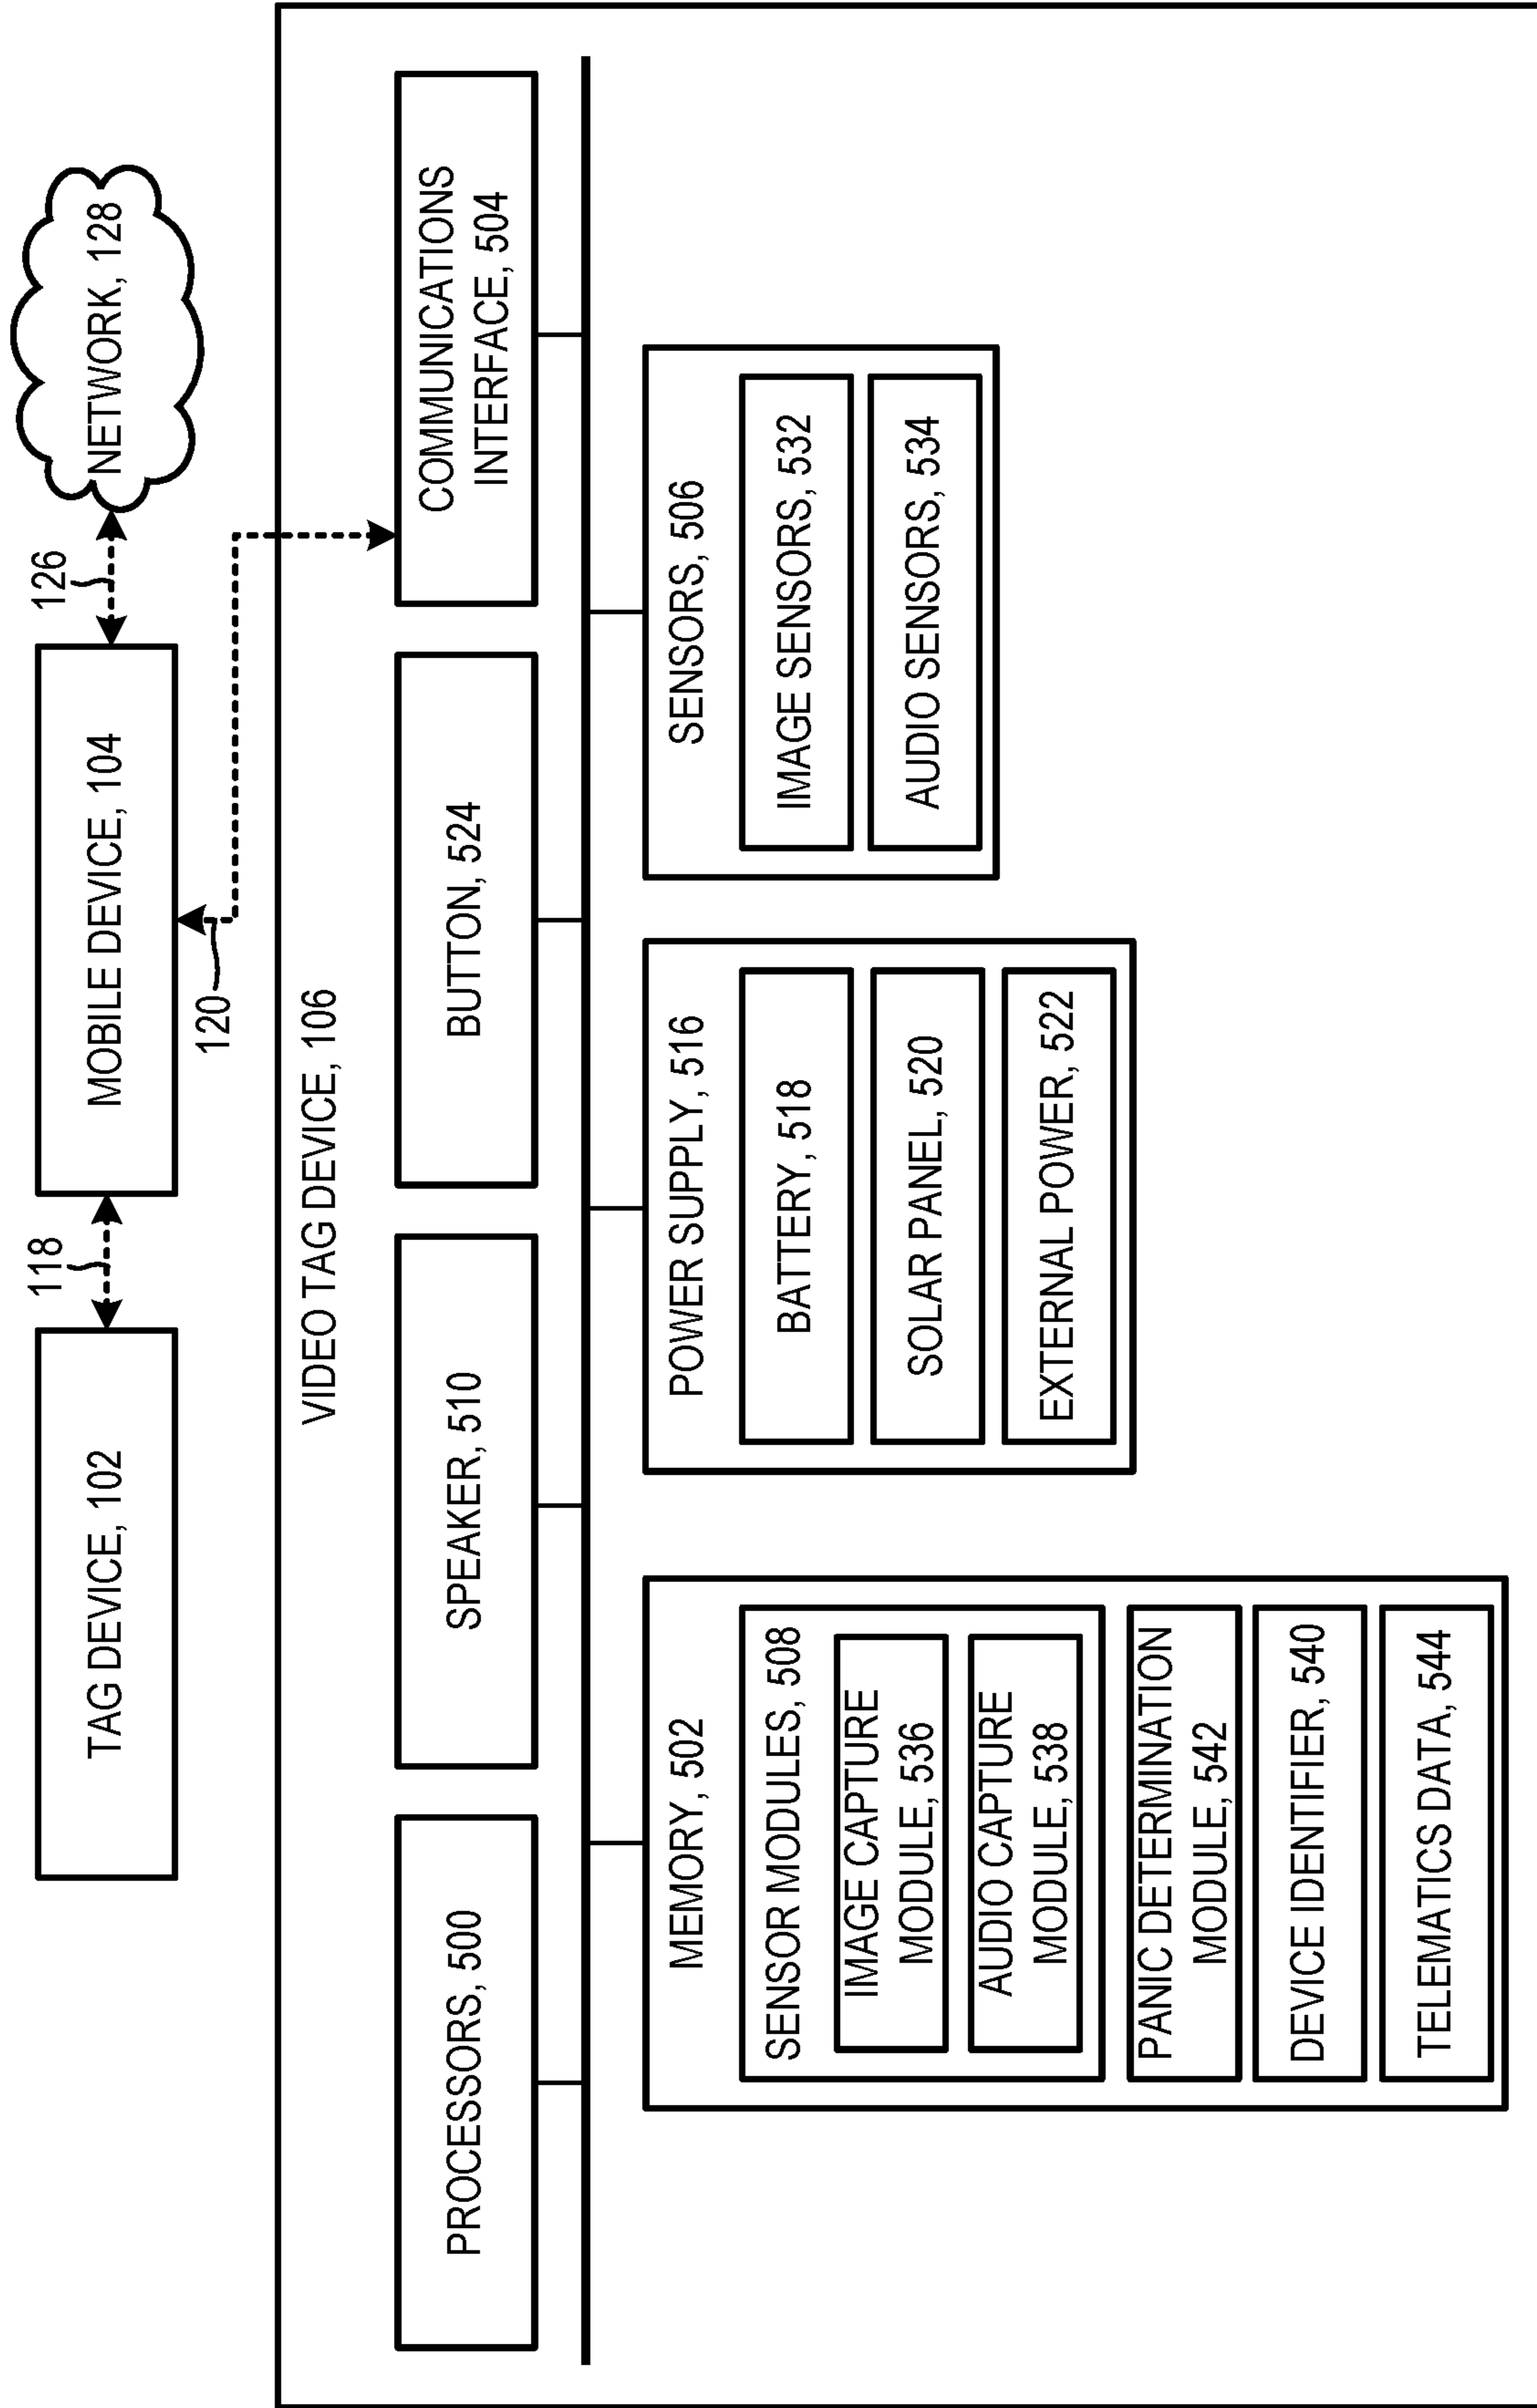 TAG DEVICE, 102
118
MOBILE DEVICE, 104
126
NETWORK, 128
120
VIDEO TAG DEVICE, 106
PROCESSORS, 500
SPEAKER, 510
BUTTON, 524
COMMUNICATIONS
INTERFACE, 504
MEMORY, 502
SENSOR MODULES, 508
IMAGE CAPTURE
MODULE, 536
AUDIO CAPTURE
MODULE, 538
PANIC DETERMINATION
MODULE, 542
DEVICE IDENTIFIER, 540
TELEMATICS DATA, 544
POWER SUPPLY, 516
BATTERY, 518
SOLAR PANEL, 520
EXTERNAL POWER, 522
SENSORS, 506
IMAGE SENSORS, 532
AUDIO SENSORS, 534